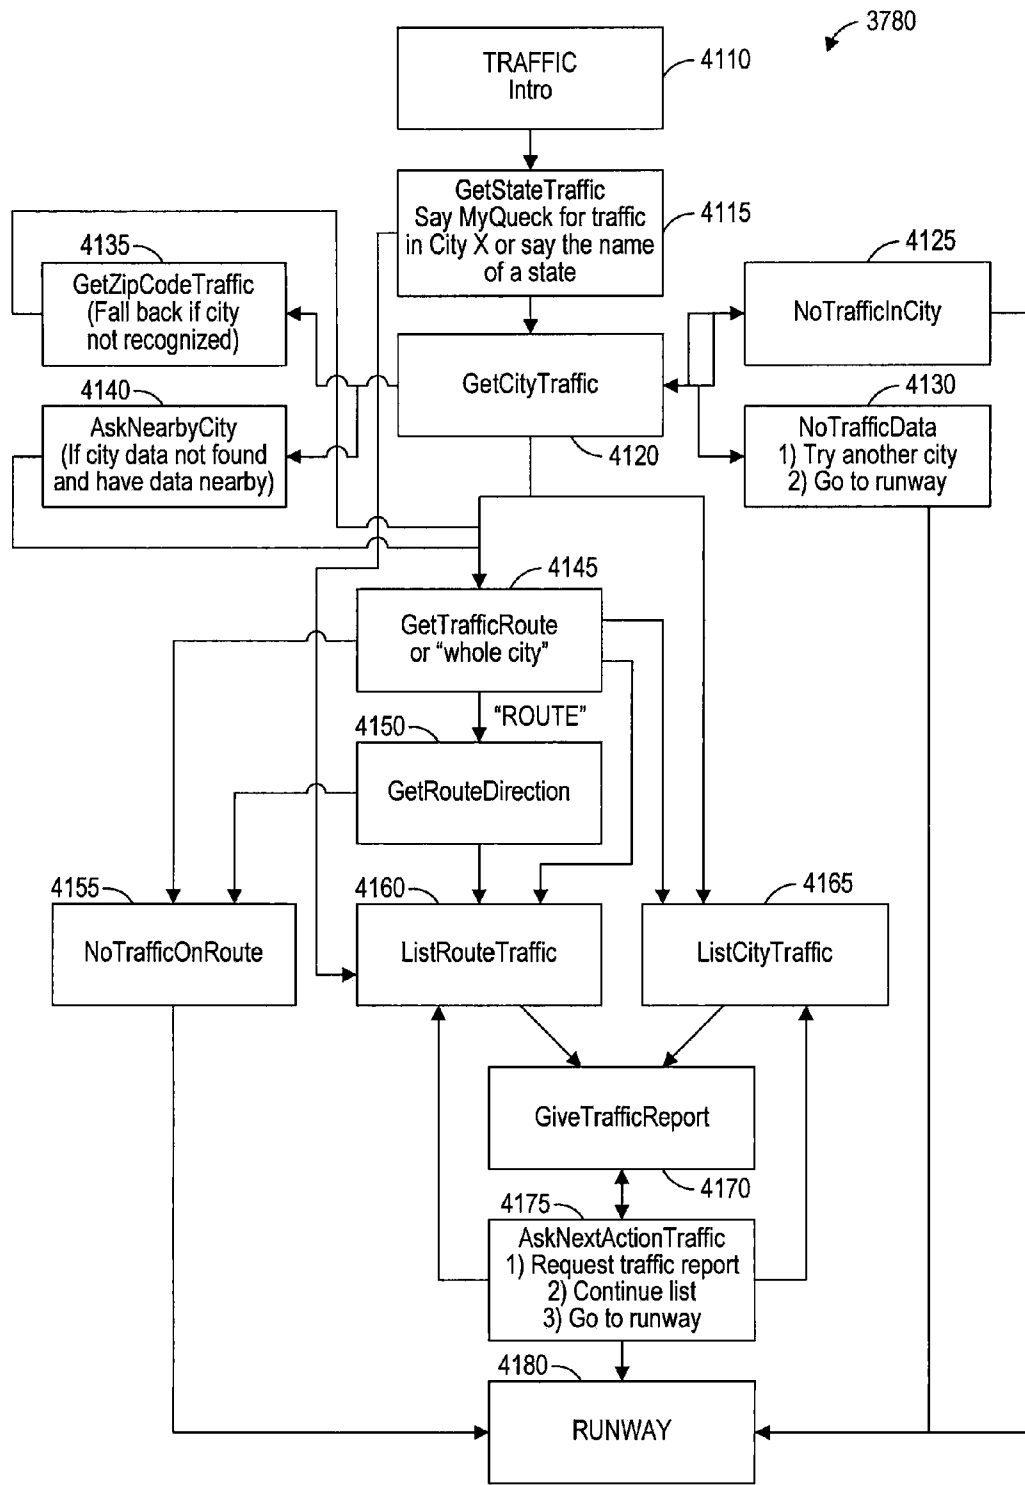 3780
TRAFFIC
Intro
4110
GetStateTraffic
Say MyQueck for traffic
in City X or say the name
of a state
4115
4135
GetZipCodeTraffic
(Fall back if city
not recognized)
4125
NoTrafficInCity
GetCityTraffic
4120
4140
AskNearbyCity
(If city data not found
and have data nearby)
4130
NoTrafficData
1) Try another city
2) Go to runway
4145
GetTrafficRoute
or “whole city”
“ROUTE”
4150
GetRouteDirection
4155
NoTrafficOnRoute
4160
ListRouteTraffic
4165
ListCityTraffic
GiveTrafficReport
4170
4175
AskNextActionTraffic
1) Request traffic report
2) Continue list
3) Go to runway
4180
RUNWAY